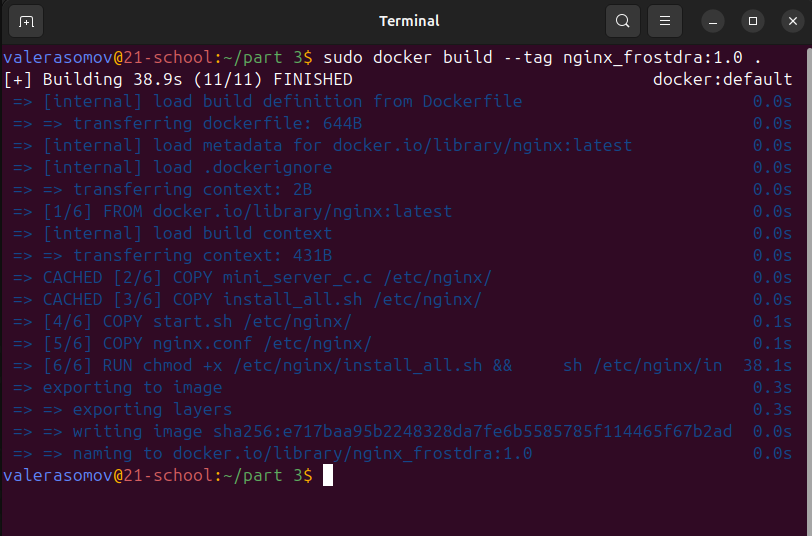 Terminal
valerasomov@21-school:~/part 3$ sudo docker build --tag nginx_frostdra:1.0 .
[+] Building 38.9s (11/11) FINISHED docker:default
=> [internal] load build definition from Dockerfile 0.0s
=> => transferring dockerfile: 644B 0.0s
=> [internal] load metadata for docker.io/library/nginx:latest 0.0s
=> [internal] load .dockerignore 0.0s
=> => transferring context: 2B 0.0s
=> [1/6] FROM docker.io/library/nginx:latest 0.0s
=> [internal] load build context 0.0s
=> => transferring context: 431B 0.0s
=> CACHED [2/6] COPY mini_server_c.c /etc/nginx/ 0.0s
=> CACHED [3/6] COPY install_all.sh /etc/nginx/ 0.0s
=> [4/6] COPY start.sh /etc/nginx/ 0.1s
=> [5/6] COPY nginx.conf /etc/nginx/ 0.1s
=> [6/6] RUN chmod +x /etc/nginx/install_all.sh &&     sh /etc/nginx/in 38.1s
=> exporting to image 0.3s
=> => exporting layers 0.3s
=> => writing image sha256:e717baa95b2248328da7fe6b5585785f114465f67b2ad 0.0s
=> => naming to docker.io/library/nginx_frostdra:1.0 0.0s
valerasomov@21-school:~/part 3$